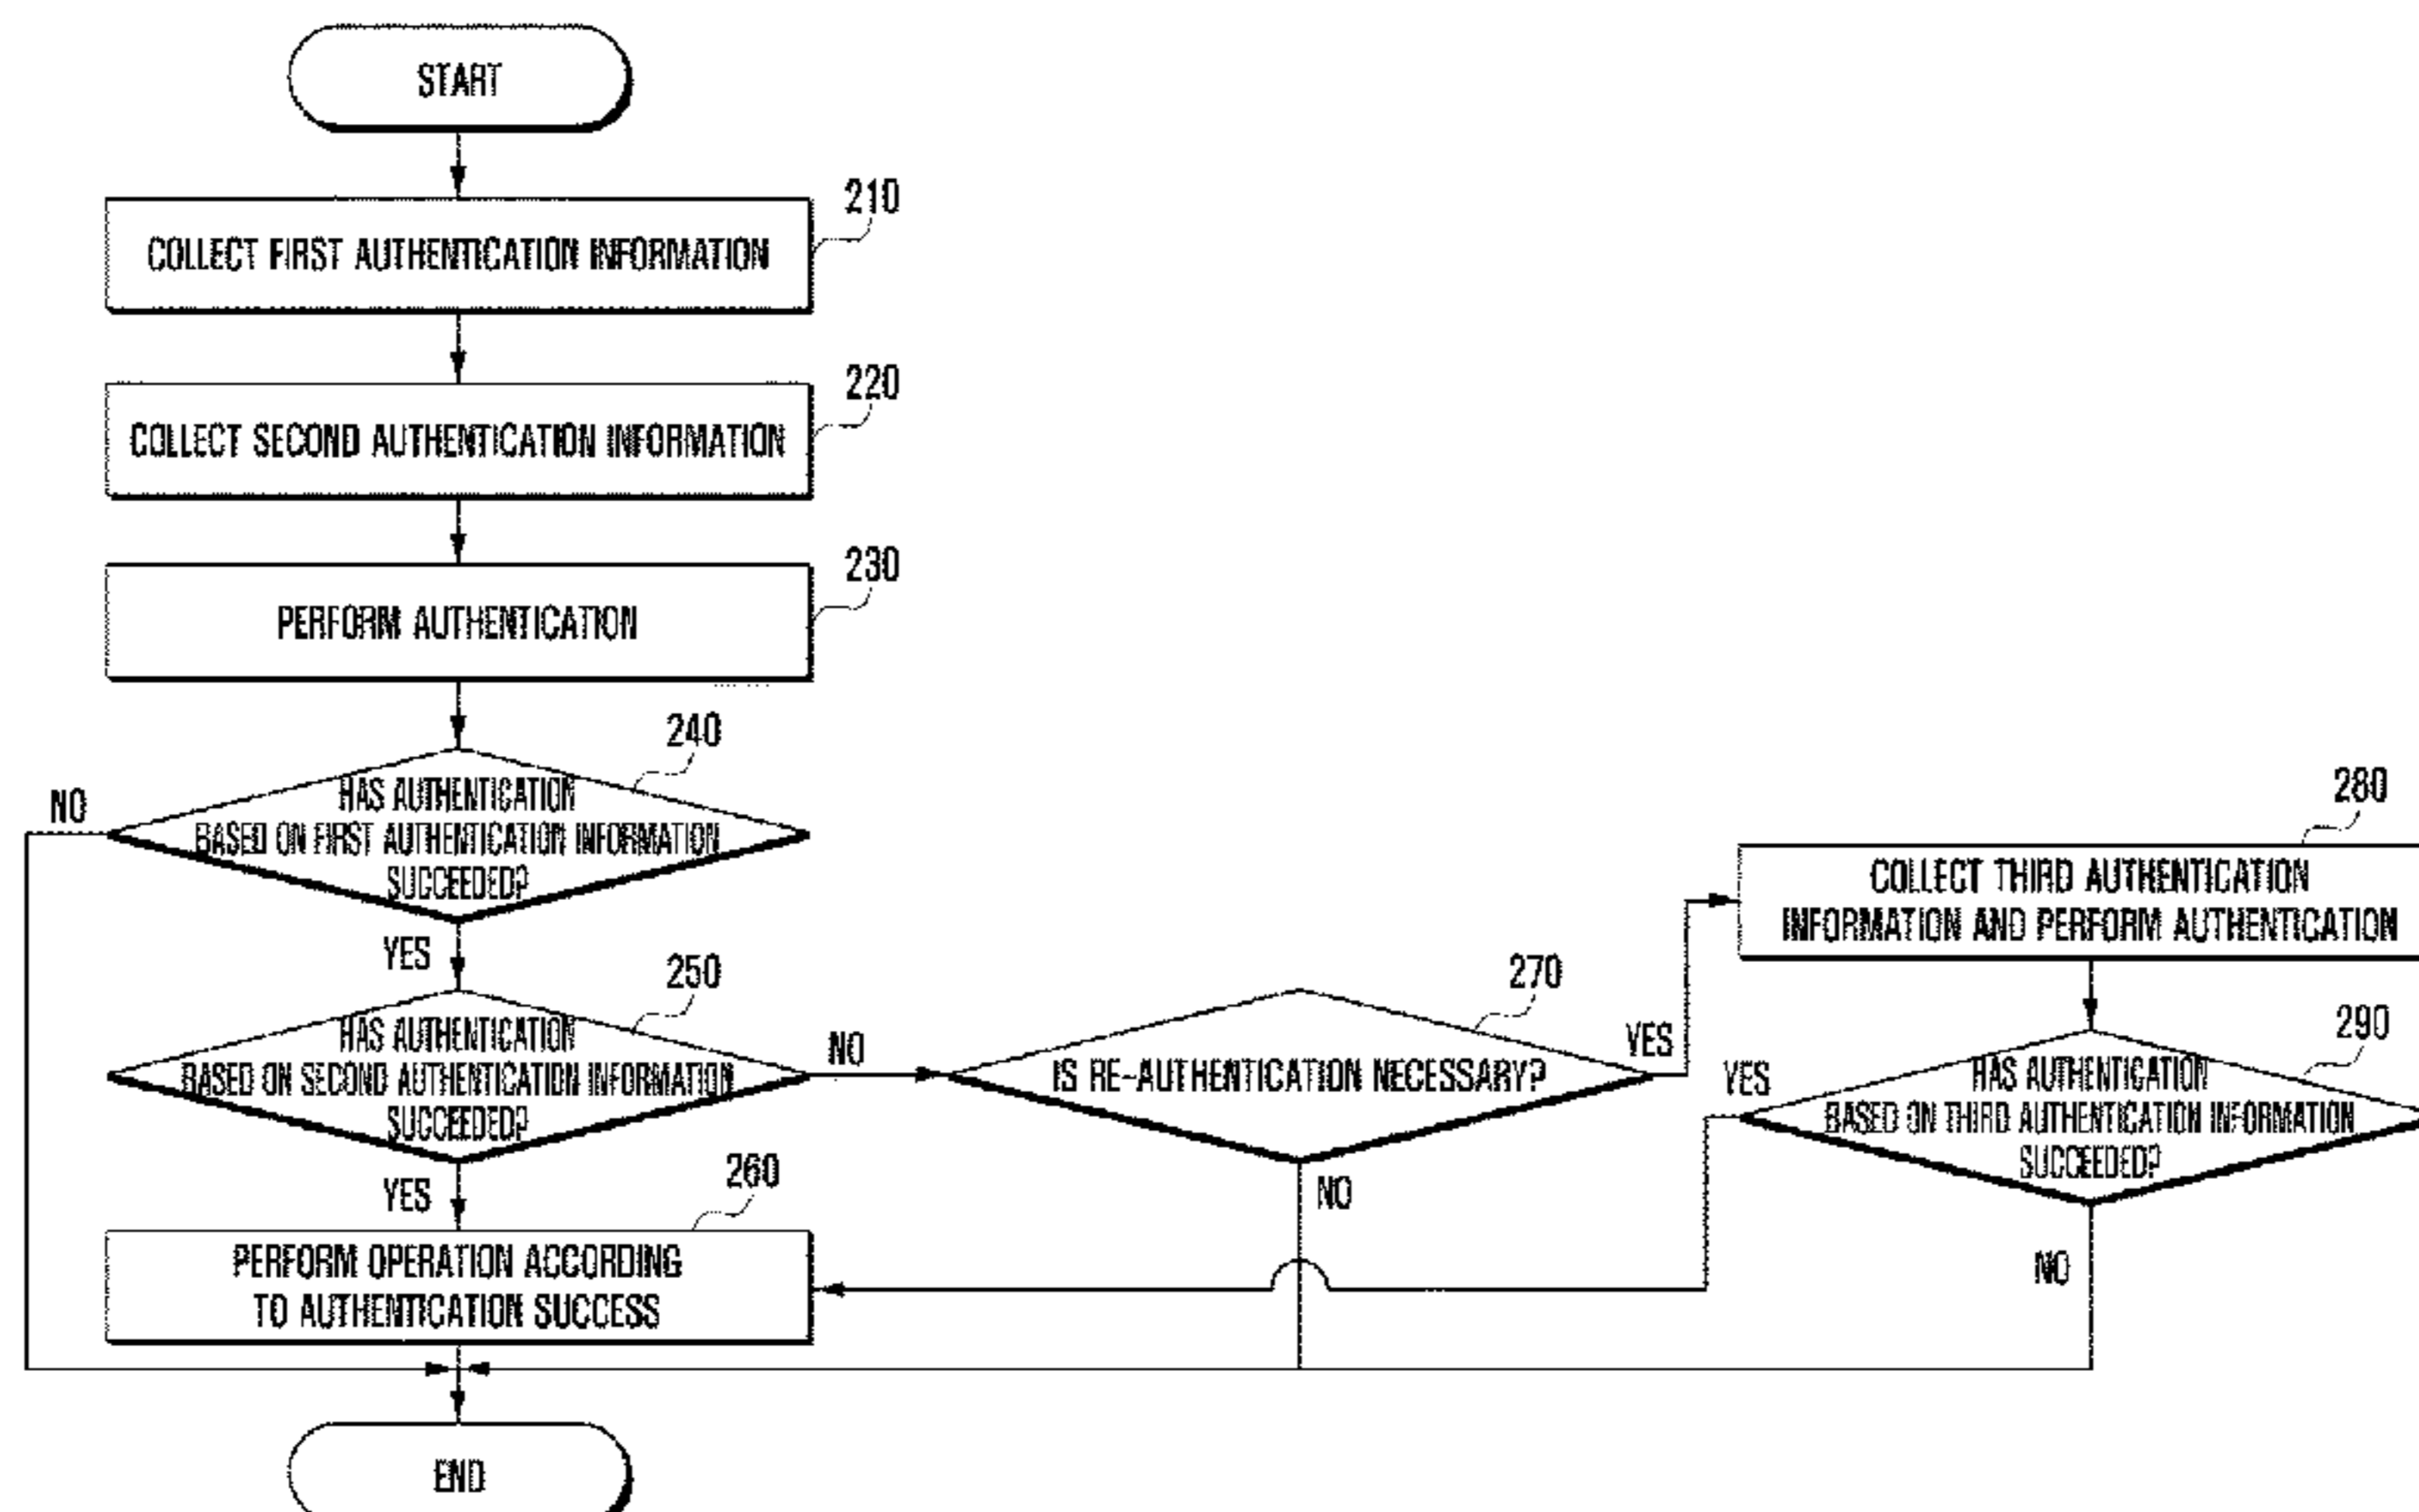 START
210
COLLECT FIRST AUTHENTICATION INFORMATION
220
COLLECT SECOND AUTHENTICATION INFORMATION
230
PERFORM AUTHENTICATION
240
NO
HAS AUTHENTICATION
BASED ON FIRST AUTHENTICATION INFORMATION
SUCCEEDED?
YES
250
HAS AUTHENTICATION
BASED ON SECOND AUTHENTICATION INFORMATION
SUCCEEDED?
NO
YES
260
PERFORM OPERATION ACCORDING
TO AUTHENTICATION SUCCESS
270
IS RE-AUTHENTICATION NECESSARY?
YES
NO
280
COLLECT THIRD AUTHENTICATION
INFORMATION AND PERFORM AUTHENTICATION
290
YES
HAS AUTHENTICATION
BASED ON THIRD AUTHENTICATION INFORMATION
SUCCEEDED?
NO
END